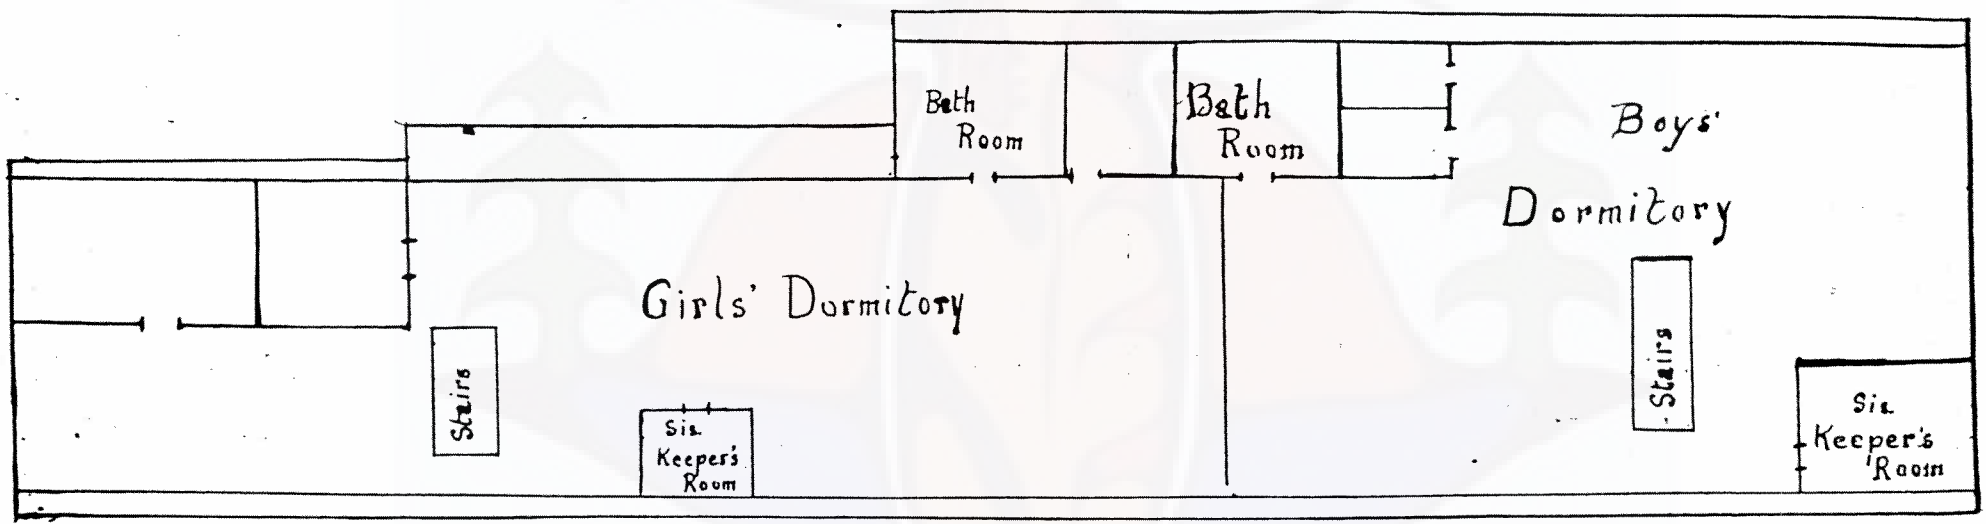 Bath
Room
Bath
Room
Boys'
Dormitory
Girls' Dormitory
Stairs
Stairs
Sis.
Keeper's
Room
Sis.
Keeper's
Room